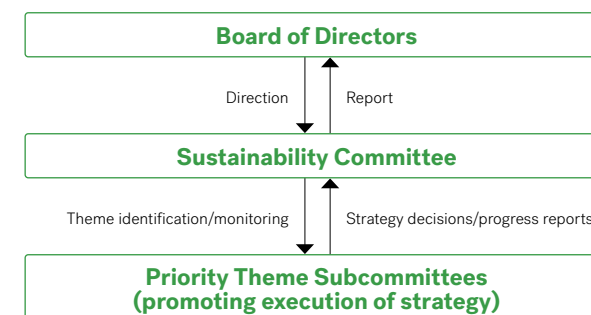 Board of Directors
Direction
Report
Sustainability Committee
Theme identification/monitoring
Strategy decisions/progress reports
Priority Theme Subcommittees
(promoting execution of strategy)